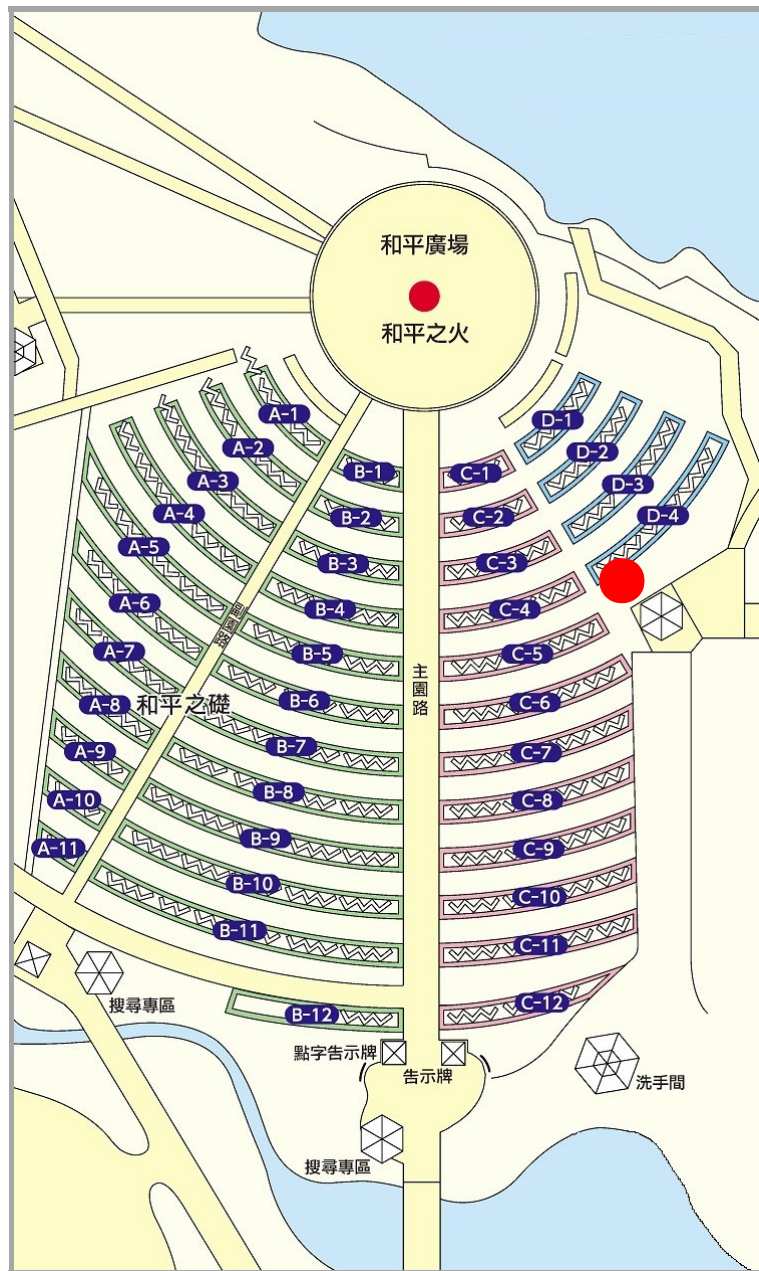 和平廣場
和平之火
A-1
A-2
A-3
A-4
A-5
A-6
A-7
A-8
A-9
A-10
A-11
和平之礎
副園路
B-1
B-2
B-3
B-4
B-5
B-6
B-7
B-8
B-9
B-10
B-11
B-12
主園路
C-1
C-2
C-3
C-4
C-5
C-6
C-7
C-8
C-9
C-10
C-11
C-12
D-1
D-2
D-3
D-4
搜尋專區
點字告示牌
告示牌
洗手間
搜尋專區